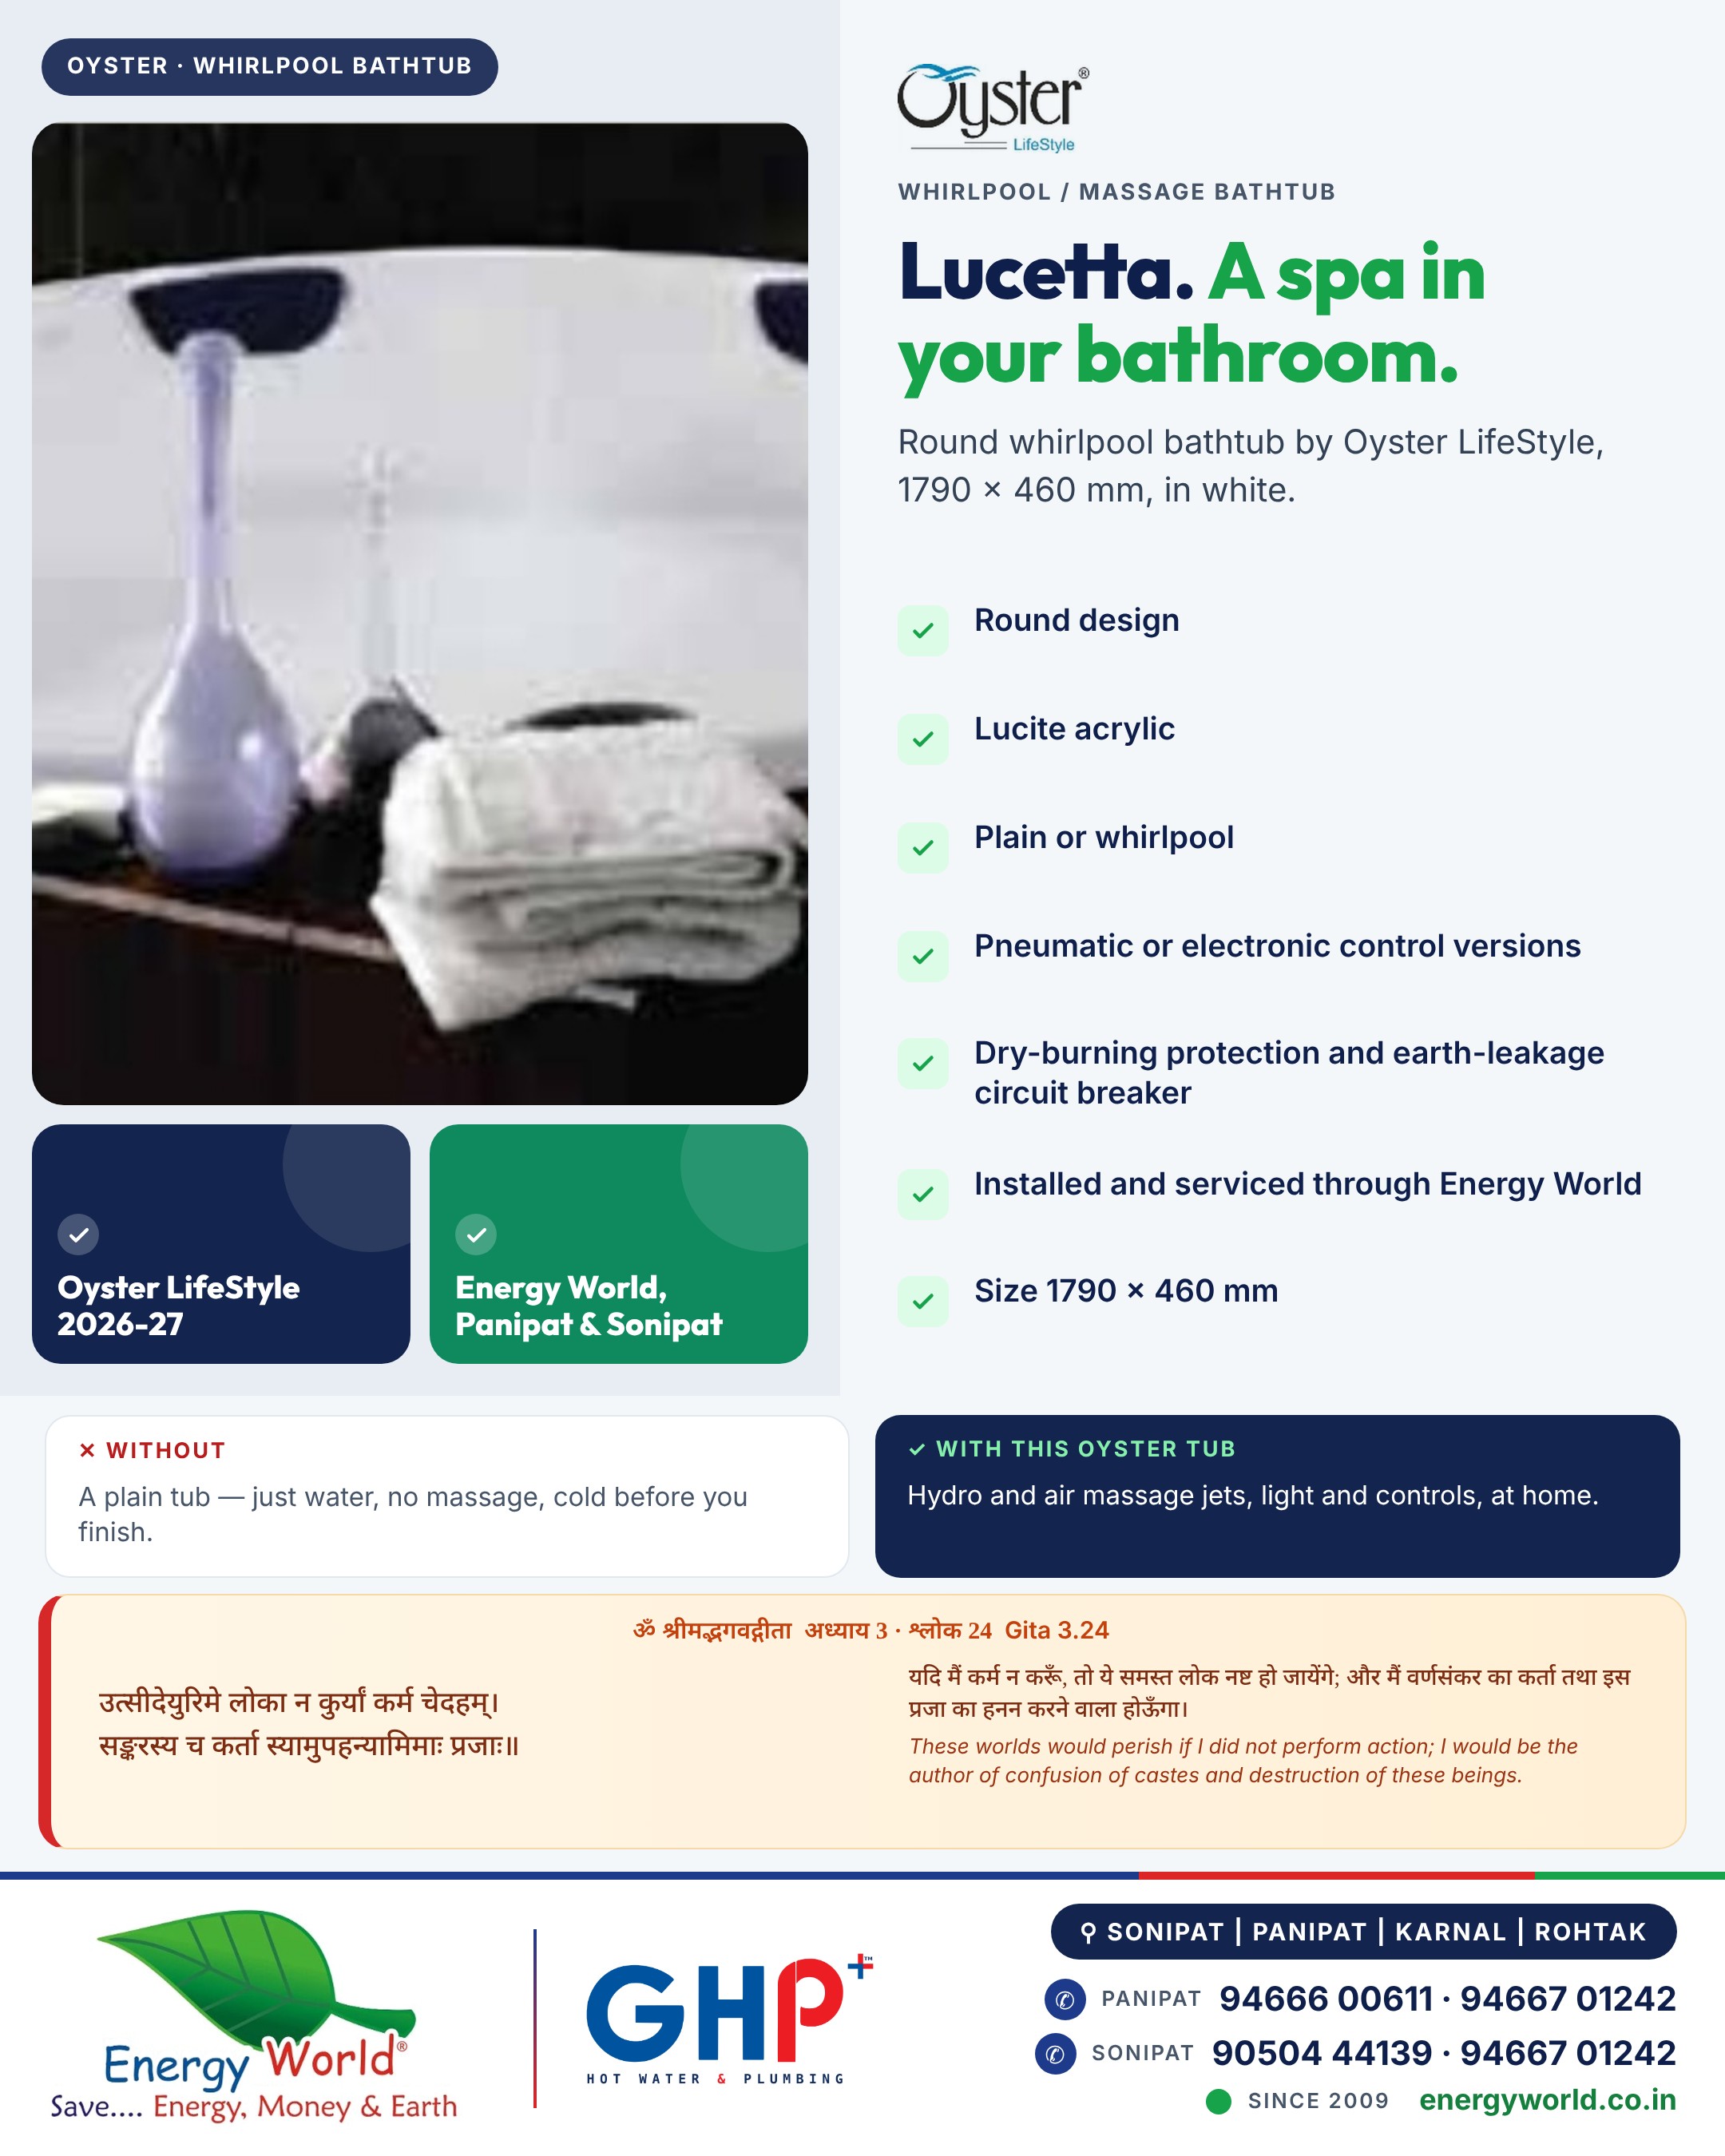 OYSTER · WHIRLPOOL BATHTUB
Oyster®
LifeStyle
WHIRLPOOL / MASSAGE BATHTUB
Lucetta. A spa in
your bathroom.
Round whirlpool bathtub by Oyster LifeStyle,
1790 × 460 mm, in white.
Round design
Lucite acrylic
Plain or whirlpool
Pneumatic or electronic control versions
Dry-burning protection and earth-leakage
circuit breaker
Installed and serviced through Energy World
Size 1790 × 460 mm
Oyster LifeStyle
2026-27
Energy World,
Panipat & Sonipat
✕ WITHOUT
A plain tub — just water, no massage, cold before you
finish.
✓ WITH THIS OYSTER TUB
Hydro and air massage jets, light and controls, at home.
ॐ श्रीमद्भगवद्गीता अध्याय 3 · श्लोक 24 Gita 3.24
उत्सीदेयुरिमे लोका न कुर्यां कर्म चेदहम्।
सङ्करस्य च कर्ता स्यामुपहन्यामिमाः प्रजाः॥
यदि मैं कर्म न करूँ, तो ये समस्त लोक नष्ट हो जायेंगे; और मैं वर्णसंकर का कर्ता तथा इस
प्रजा का हनन करने वाला होऊँगा।
These worlds would perish if I did not perform action; I would be the
author of confusion of castes and destruction of these beings.
Energy World®
Save.... Energy, Money & Earth
GHP+™
HOT WATER & PLUMBING
SONIPAT | PANIPAT | KARNAL | ROHTAK
PANIPAT 94666 00611 · 94667 01242
SONIPAT 90504 44139 · 94667 01242
SINCE 2009 energyworld.co.in